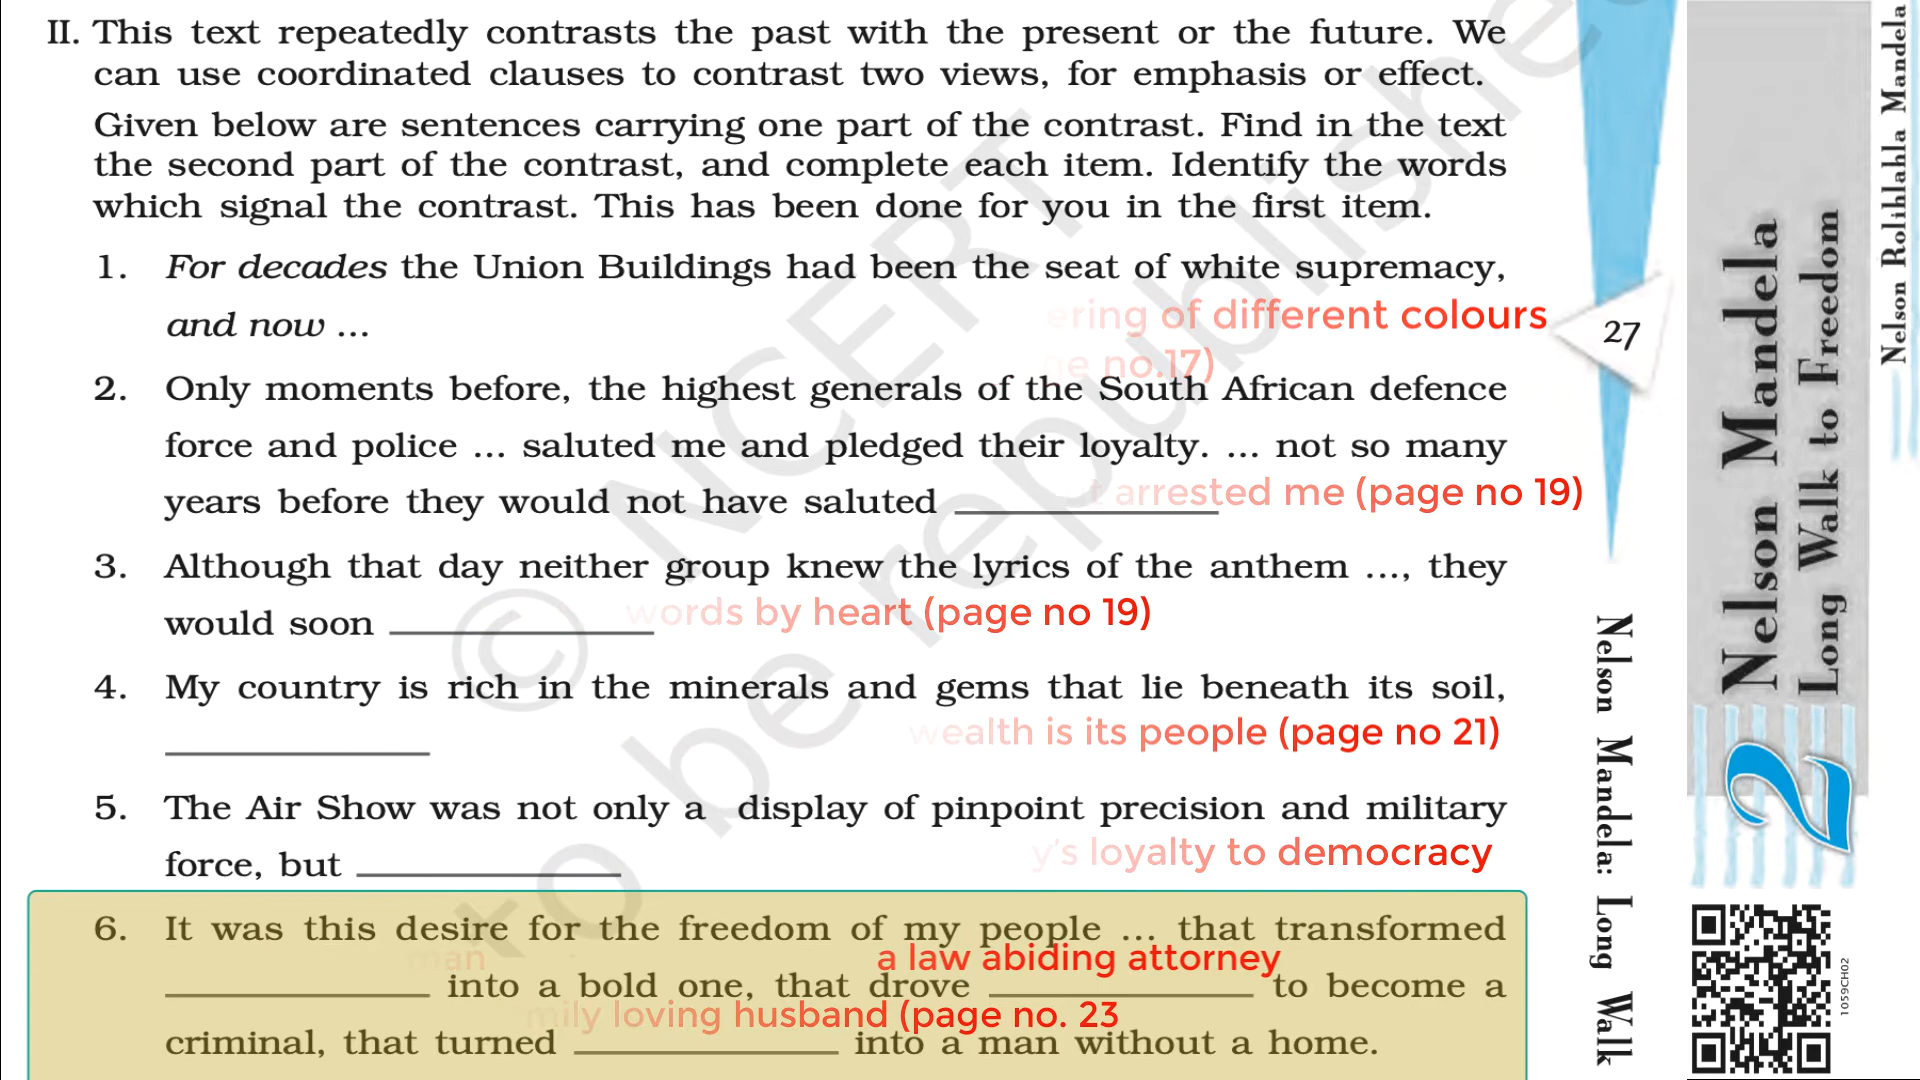 II. This text repeatedly contrasts the past with the present or the future. We
can use coordinated clauses to contrast two views, for emphasis or effect.
Given below are sentences carrying one part of the contrast. Find in the text
the second part of the contrast, and complete each item. Identify the words
which signal the contrast. This has been done for you in the first item.
1. For decades the Union Buildings had been the seat of white supremacy,
of different colours
and now ...
no.17)
2. Only moments before, the highest generals of the South African defence
force and police ... saluted me and pledged their loyalty. ... not so many
years before they would not have saluted
arrested me (page no 19)
3. Although that day neither group knew the lyrics of the anthem ..., they
would soon
words by heart (page no 19)
4. My country is rich in the minerals and gems that lie beneath its soil,
wealth is its people (page no 21)
5. The Air Show was not only a display of pinpoint precision and military
y's loyalty to democracy
force, but
6. It was this desire for the freedom of my people ... that transformed
man a law abiding attorney
into a bold one, that drove to become a
mily loving husband (page no. 23
criminal, that turned into a man without a home.
27
Nelson Mandela: Long Walk
2 Nelson Mandela
Long Walk to Freedom
Nelson Rolihlahla Mandela
1059CH02
© NCERT
to be republishe